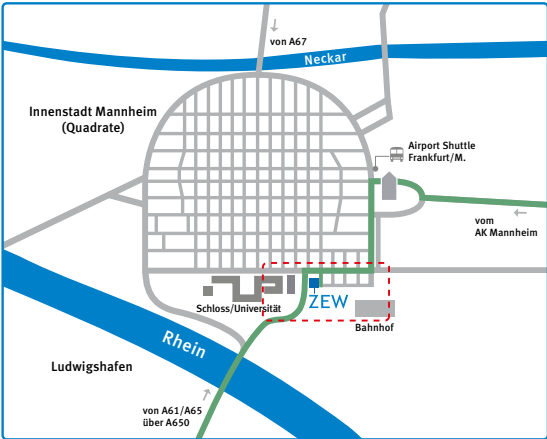 von A67
Neckar
Innenstadt Mannheim
(Quadrate)
Airport Shuttle
Frankfurt/M.
vom
AK Mannheim
ZEW
Schloss/Universität
Bahnhof
Rhein
Ludwigshafen
von A61/A65
über A650